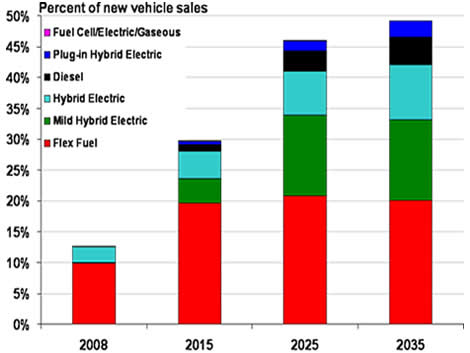 Percent of new vehicle sales
50%
45%
40%
35%
30%
25%
20%
15%
10%
5%
0%
Fuel Cell/Electric/Gaseous
Plug-in Hybrid Electric
Diesel
Hybrid Electric
Mild Hybrid Electric
Flex Fuel
2008 2015 2025 2035